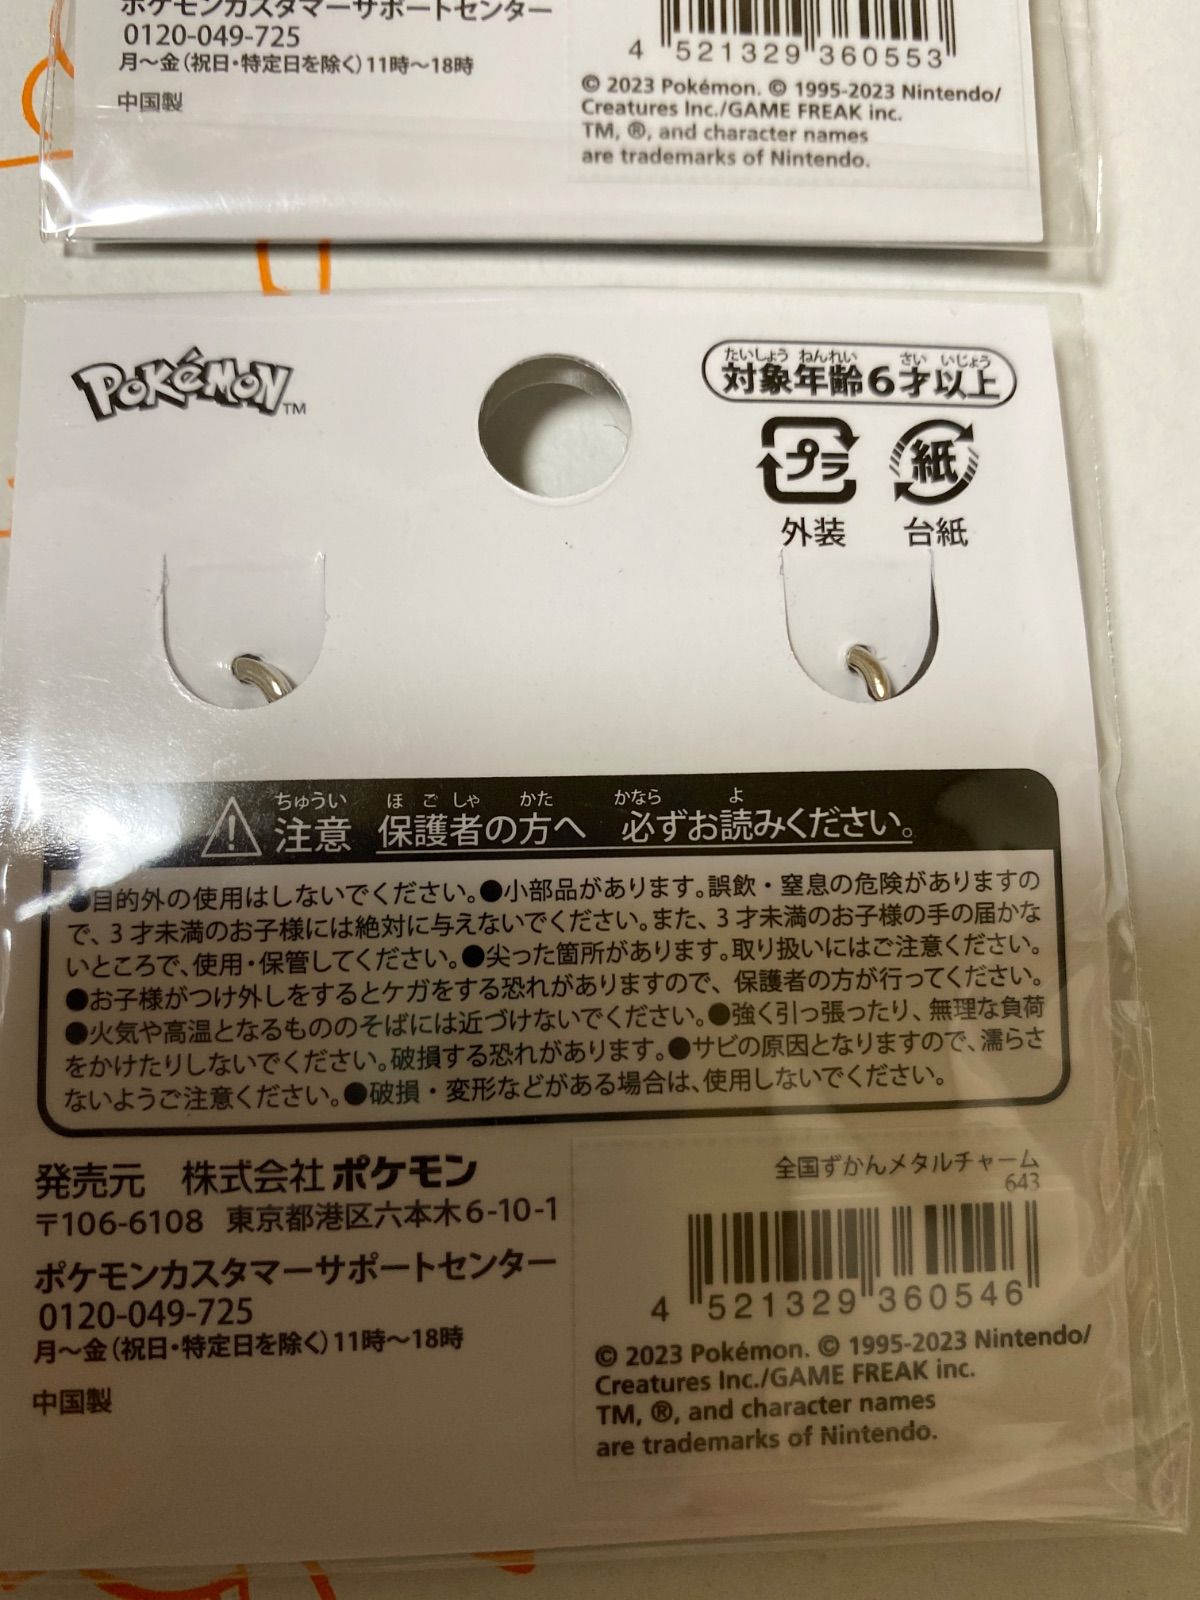 ポケモンカスタマーサポートセンター
0120-049-725
月～金（祝日・特定日を除く）11時～18時
中国製
4 521329 360553
© 2023 Pokémon. © 1995-2023 Nintendo/
Creatures Inc./GAME FREAK inc.
TM, ®, and character names
are trademarks of Nintendo.
POKéMON™
たいしょう ねんれい さい いじょう
対象年齢6才以上
プラ 紙
外装 台紙
ちゅうい ほごしゃ かた かなら よ
注意 保護者の方へ 必ずお読みください。
●目的外の使用はしないでください。●小部品があります。誤飲・窒息の危険がありますの
で、3才未満のお子様には絶対に与えないでください。また、3才未満のお子様の手の届かな
いところで、使用・保管してください。●尖った箇所があります。取り扱いにはご注意ください。
●お子様がつけ外しをするとケガをする恐れがありますので、保護者の方が行ってください。
●火気や高温となるもののそばには近づけないでください。●強く引っ張ったり、無理な負荷
をかけたりしないでください。破損する恐れがあります。●サビの原因となりますので、濡らさ
ないようご注意ください。●破損・変形などがある場合は、使用しないでください。
発売元 株式会社ポケモン
〒106-6108 東京都港区六本木6-10-1
ポケモンカスタマーサポートセンター
0120-049-725
月～金（祝日・特定日を除く）11時～18時
中国製
全国ずかんメタルチャーム
643
4 521329 360546
© 2023 Pokémon. © 1995-2023 Nintendo/
Creatures Inc./GAME FREAK inc.
TM, ®, and character names
are trademarks of Nintendo.